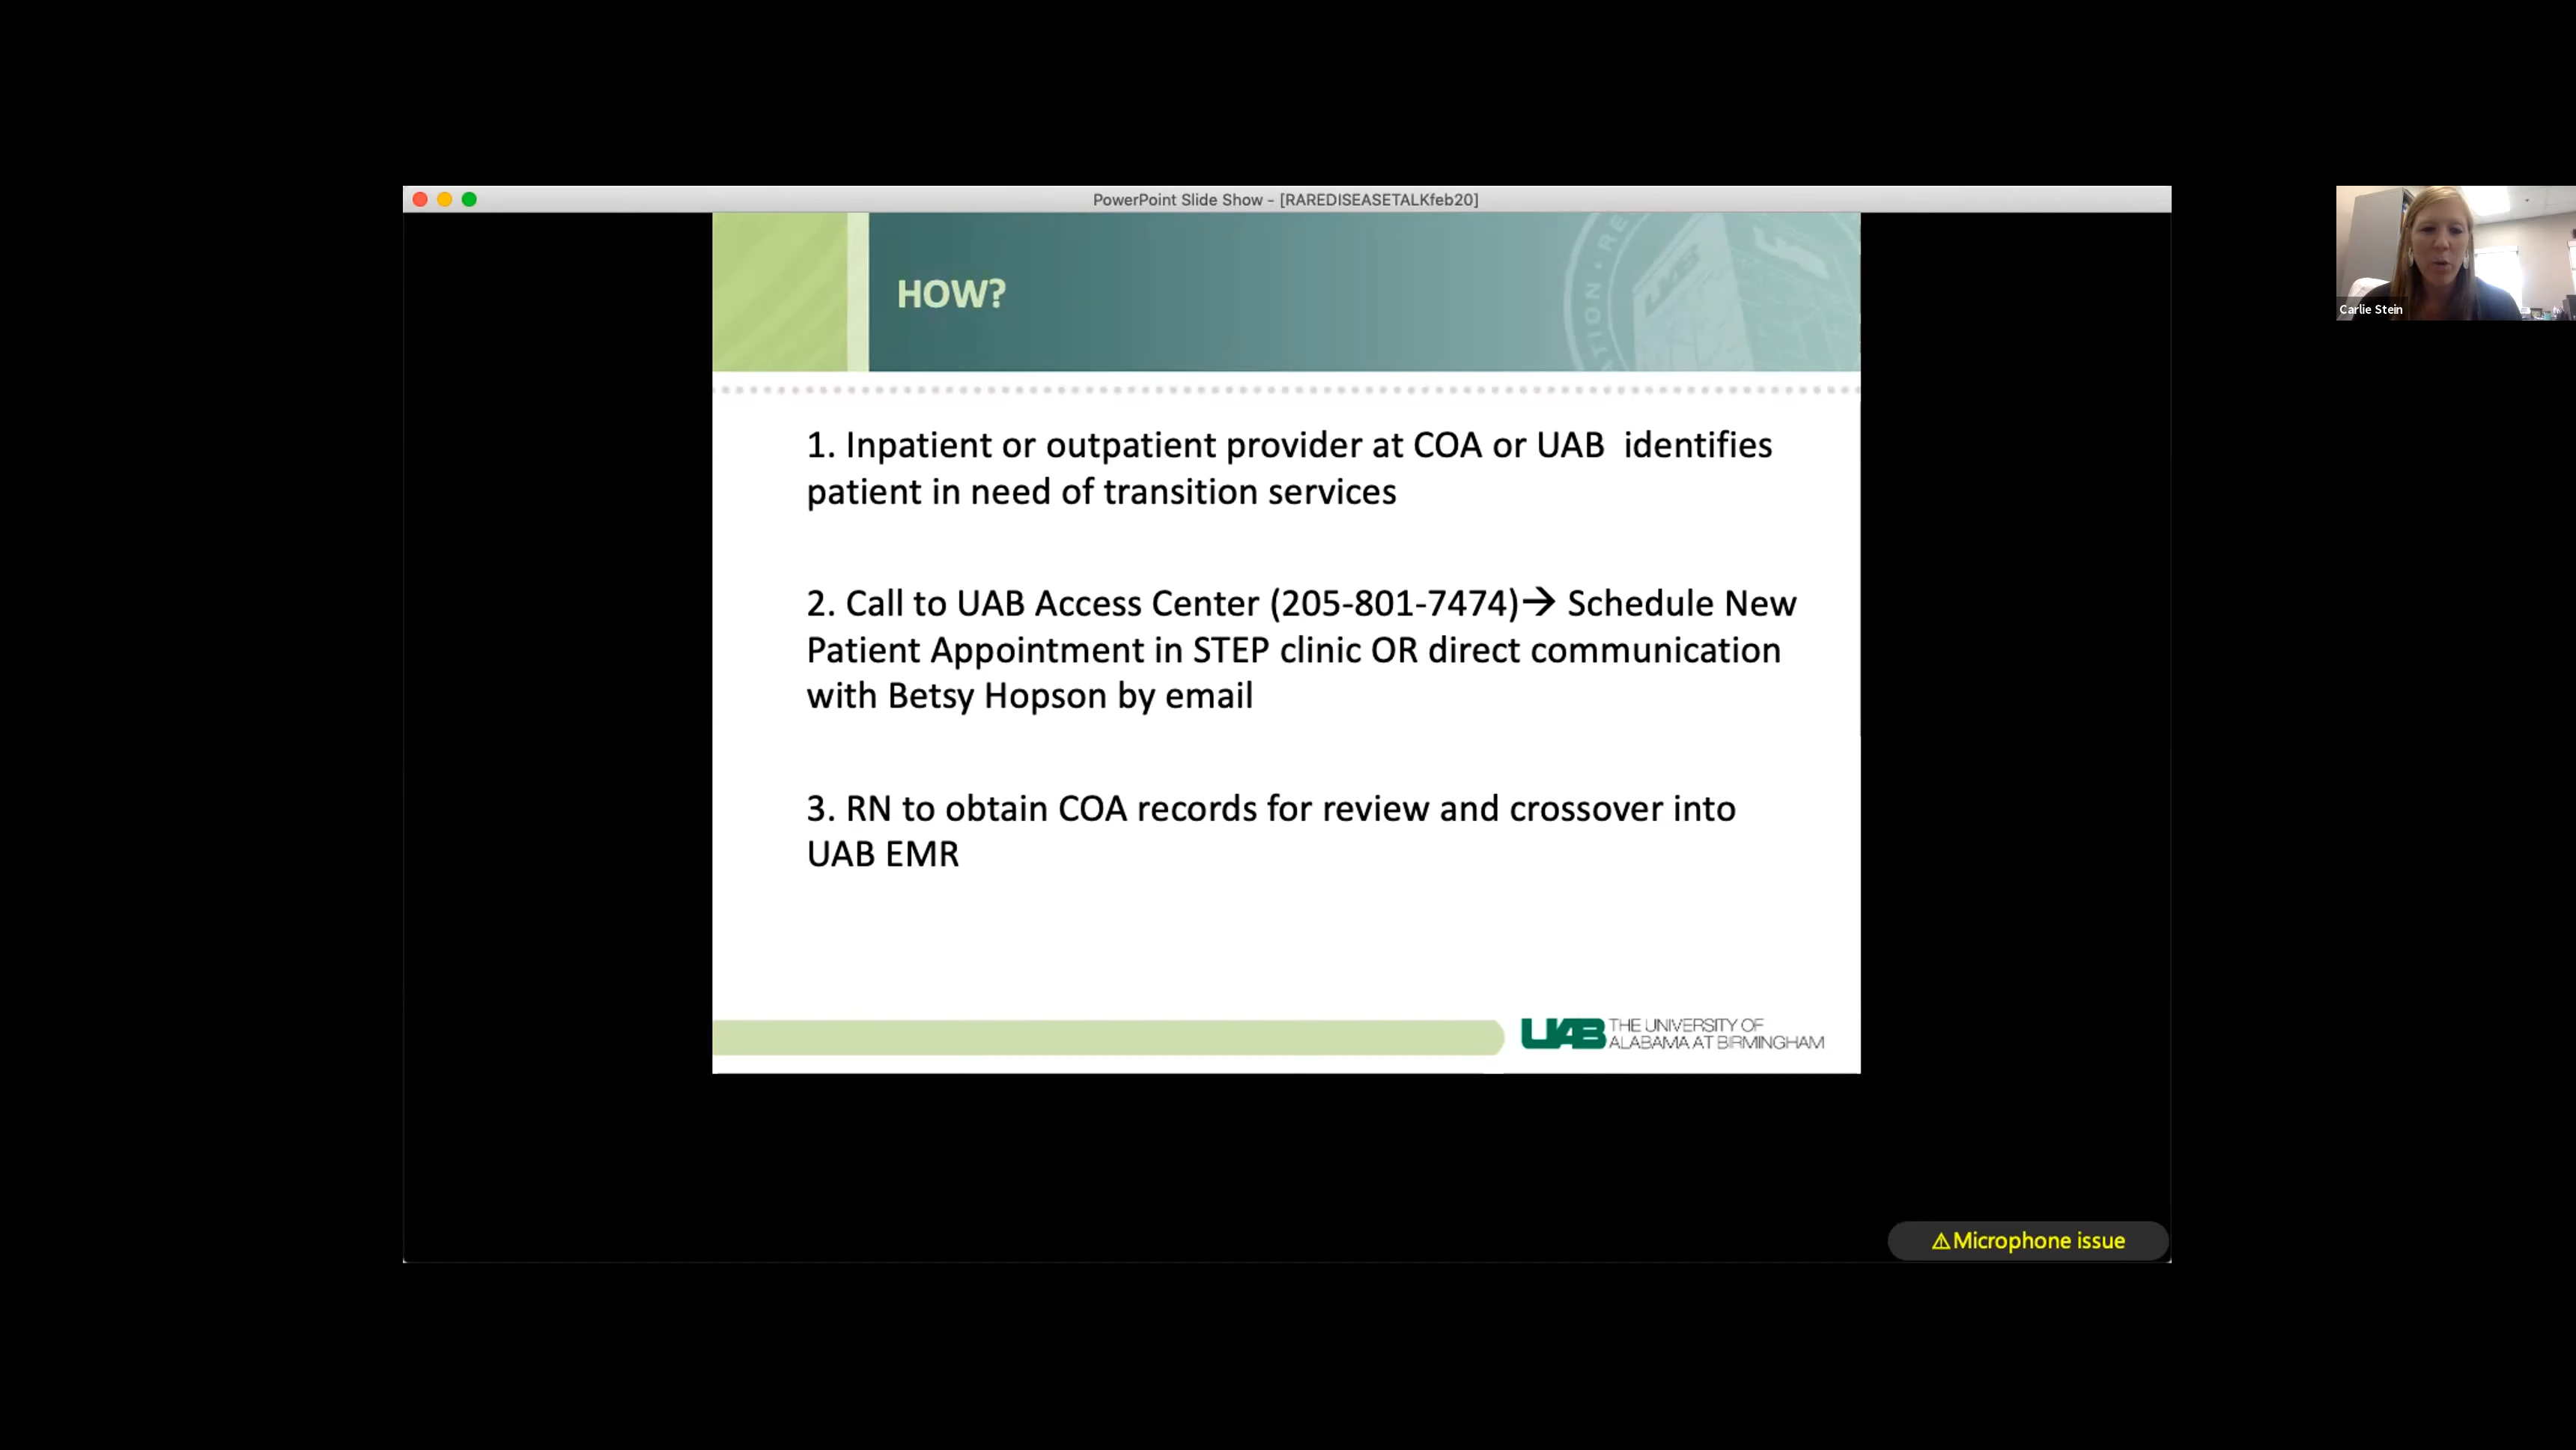 PowerPoint Slide Show - [RAREDISEASETALKfeb20]
HOW?
1. Inpatient or outpatient provider at COA or UAB identifies
patient in need of transition services
2. Call to UAB Access Center (205-801-7474)→ Schedule New
Patient Appointment in STEP clinic OR direct communication
with Betsy Hopson by email
3. RN to obtain COA records for review and crossover into
UAB EMR
UAB THE UNIVERSITY OF
ALABAMA AT BIRMINGHAM
Carlie Stein
⚠Microphone issue